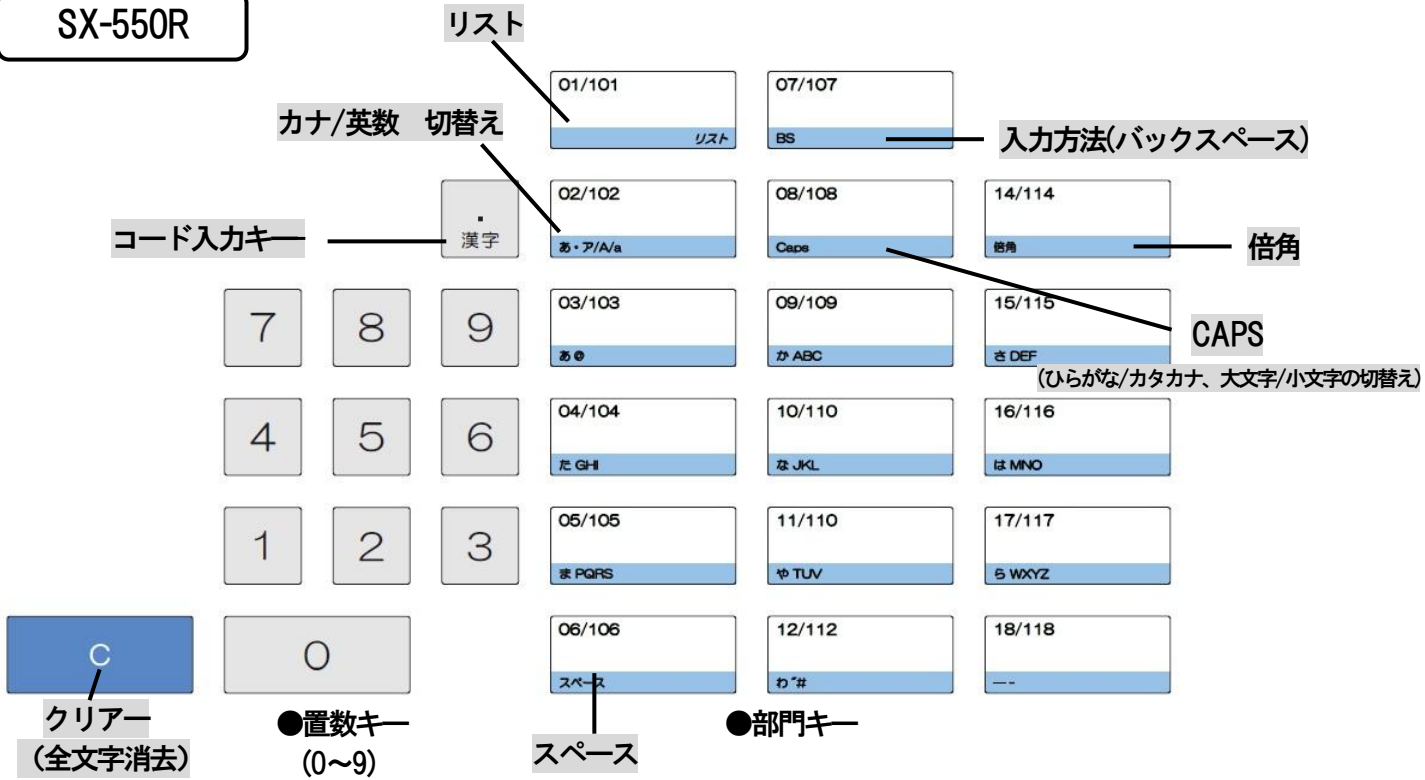 SX-550R
リスト
01/101
リスト
07/107
BS
カナ/英数 切替え
入力方法(バックスペース)
・
漢字
02/102
あ・ア/A/a
08/108
Caps
14/114
倍角
コード入力キー
倍角
7
8
9
03/103
あ@
09/109
か ABC
15/115
さ DEF
CAPS
(ひらがな/カタカナ、大文字/小文字の切替え)
4
5
6
04/104
た GHI
10/110
な JKL
16/116
は MNO
1
2
3
05/105
ま PQRS
11/110
や TUV
17/117
ら WXYZ
C
0
06/106
スペース
12/112
わ゛#
18/118
—-
クリアー
(全文字消去)
●置数キー
(0～9)
スペース
●部門キー